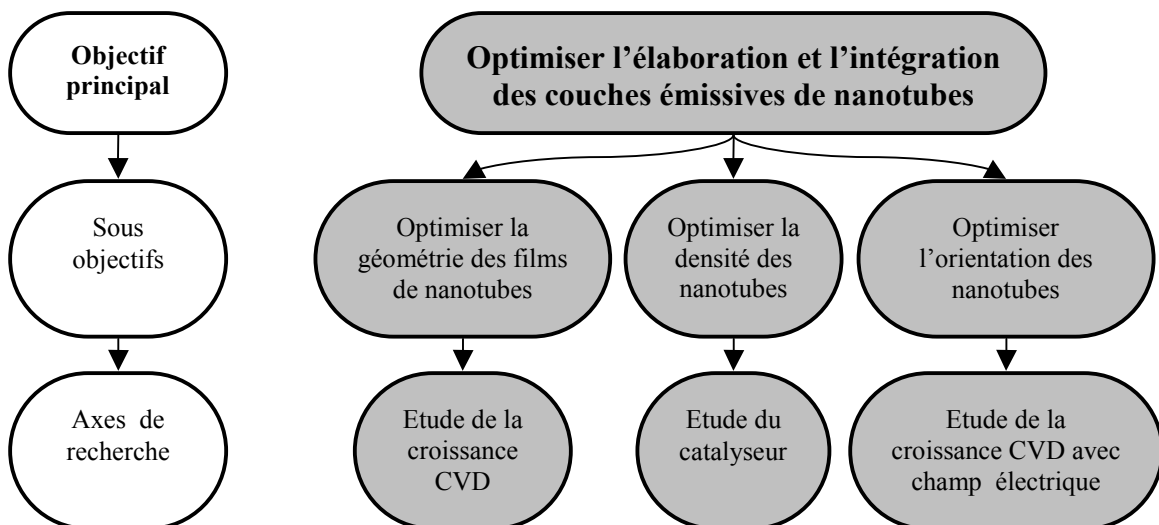 Objectif
principal
Optimiser l’élaboration et l’intégration
des couches émissives de nanotubes
Sous
objectifs
Optimiser la
géométrie des films
de nanotubes
Optimiser la
densité des
nanotubes
Optimiser
l’orientation des
nanotubes
Axes de
recherche
Etude de la
croissance
CVD
Etude du
catalyseur
Etude de la
croissance CVD avec
champ électrique